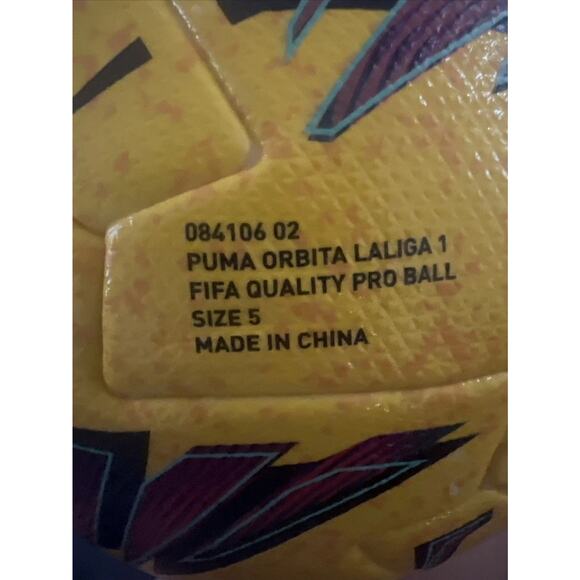 084106 02
PUMA ORBITA LALIGA 1
FIFA QUALITY PRO BALL
SIZE 5
MADE IN CHINA